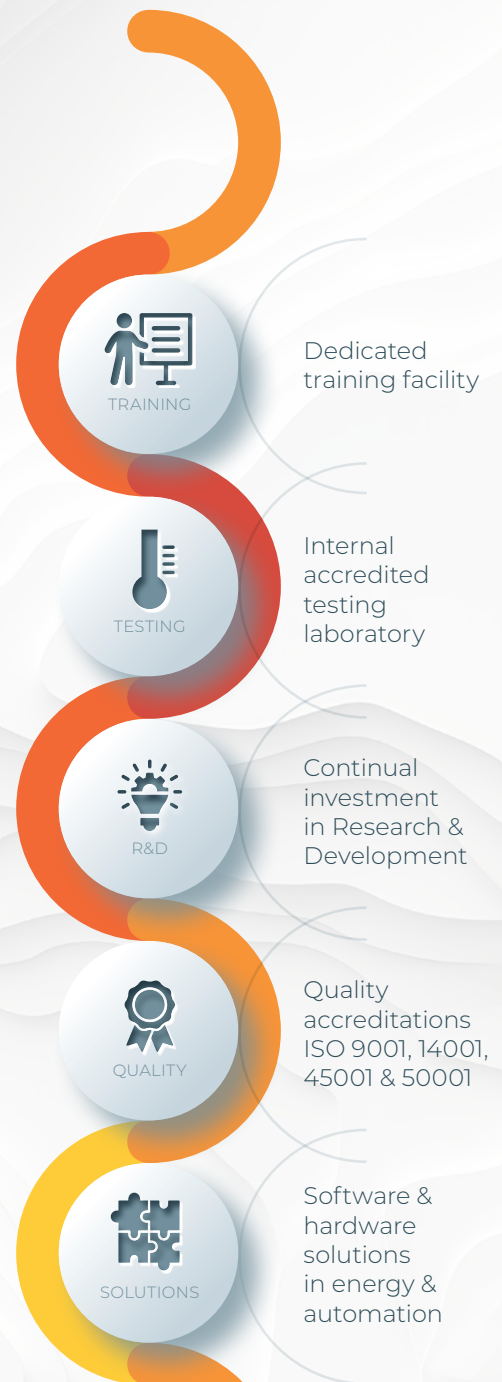 TRAINING
Dedicated
training facility
TESTING
Internal
accredited
testing
laboratory
R&D
Continual
investment
in Research &
Development
QUALITY
Quality
accreditations
ISO 9001, 14001,
45001 & 50001
SOLUTIONS
Software &
hardware
solutions
in energy &
automation